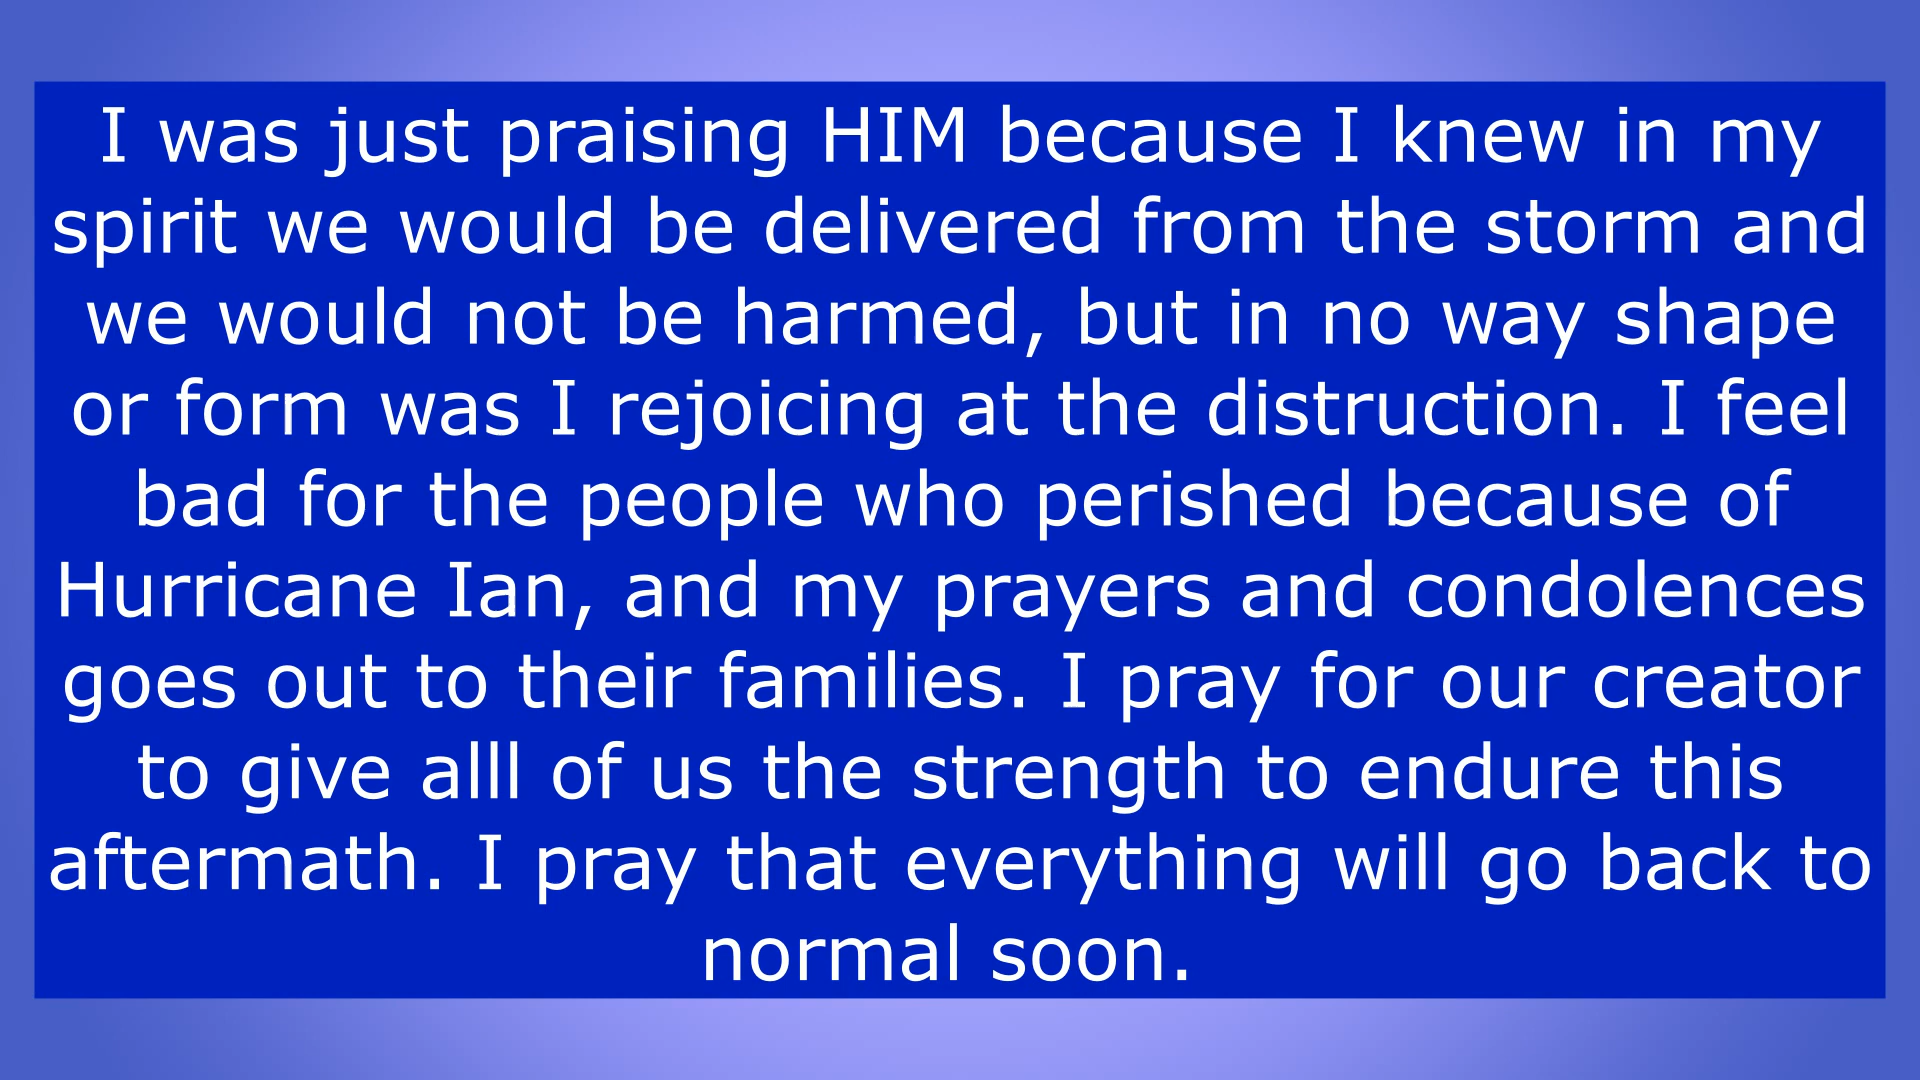 I was just praising HIM because I knew in my
spirit we would be delivered from the storm and
we would not be harmed, but in no way shape
or form was I rejoicing at the distruction. I feel
bad for the people who perished because of
Hurricane Ian, and my prayers and condolences
goes out to their families. I pray for our creator
to give alll of us the strength to endure this
aftermath. I pray that everything will go back to
normal soon.